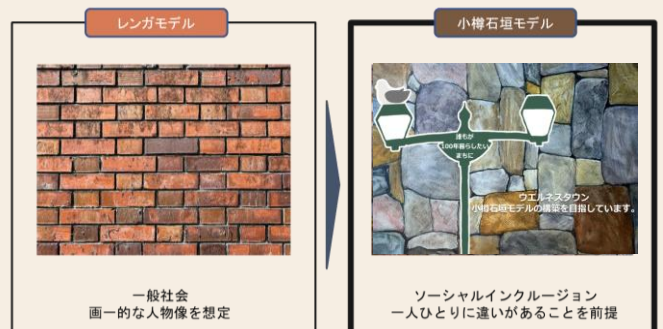 レンガモデル
一般社会
画一的な人物像を想定
小樽石垣モデル
誰もが
100年暮らしたい
まちに
ウエルネスタウン
小樽石垣モデルの構築を目指しています。
ソーシャルインクルージョン
一人ひとりに違いがあることを前提